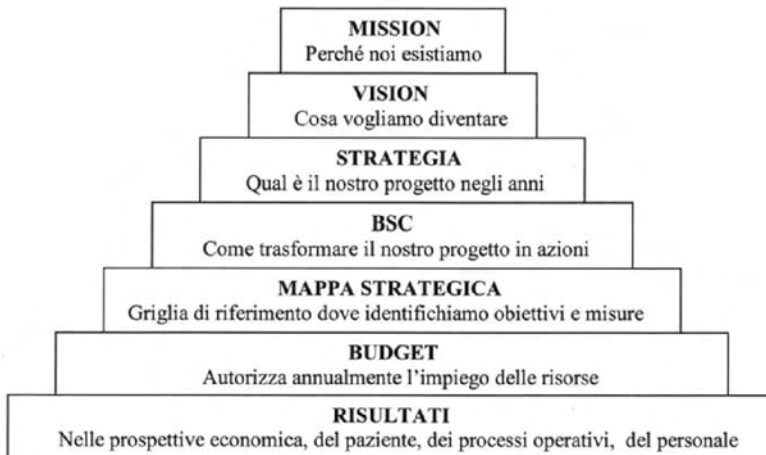 MISSION
Perché noi esistiamo
VISION
Cosa vogliamo diventare
STRATEGIA
Qual è il nostro progetto negli anni
BSC
Come trasformare il nostro progetto in azioni
MAPPA STRATEGICA
Griglia di riferimento dove identifichiamo obiettivi e misure
BUDGET
Autorizza annualmente l'impiego delle risorse
RISULTATI
Nelle prospettive economica, del paziente, dei processi operativi, del personale